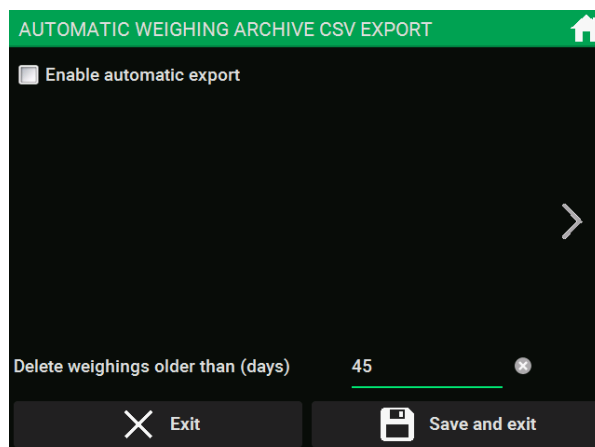 AUTOMATIC WEIGHING ARCHIVE CSV EXPORT
Enable automatic export
Delete weighings older than (days) 45
Exit Save and exit